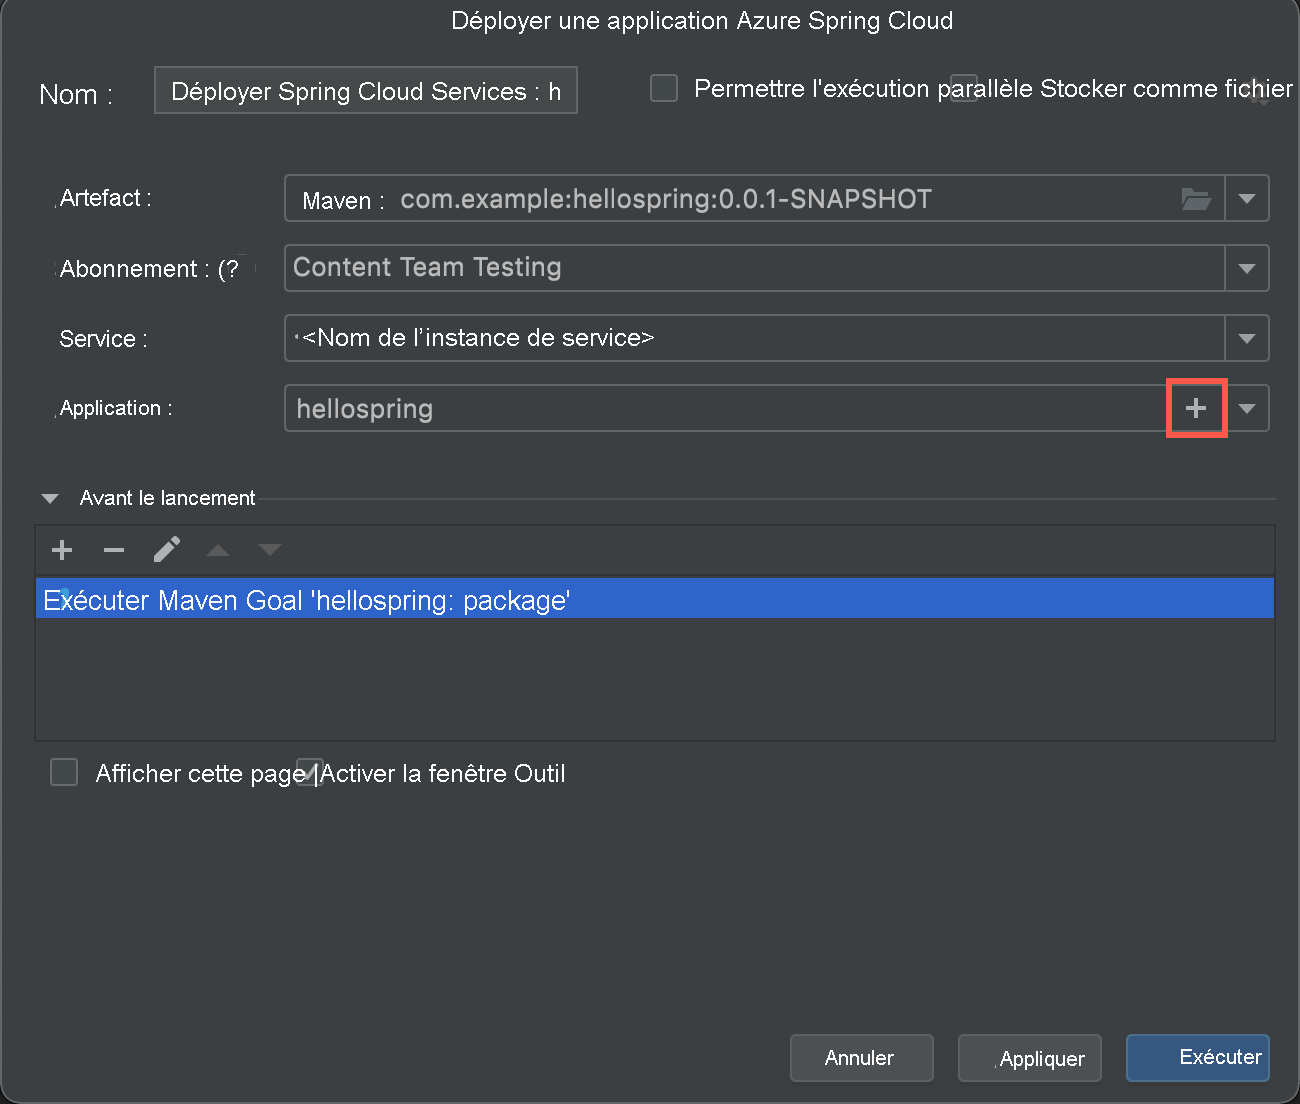 Déployer une application Azure Spring Cloud
Nom : Déployer Spring Cloud Services : h Permettre l'exécution parallèle Stocker comme fichier
Artefact : Maven : com.example:hellospring:0.0.1-SNAPSHOT
Abonnement : (? Content Team Testing
Service : <Nom de l’instance de service>
Application : hellospring
Avant le lancement
Exécuter Maven Goal 'hellospring: package'
Afficher cette page Activer la fenêtre Outil
Annuler Appliquer Exécuter